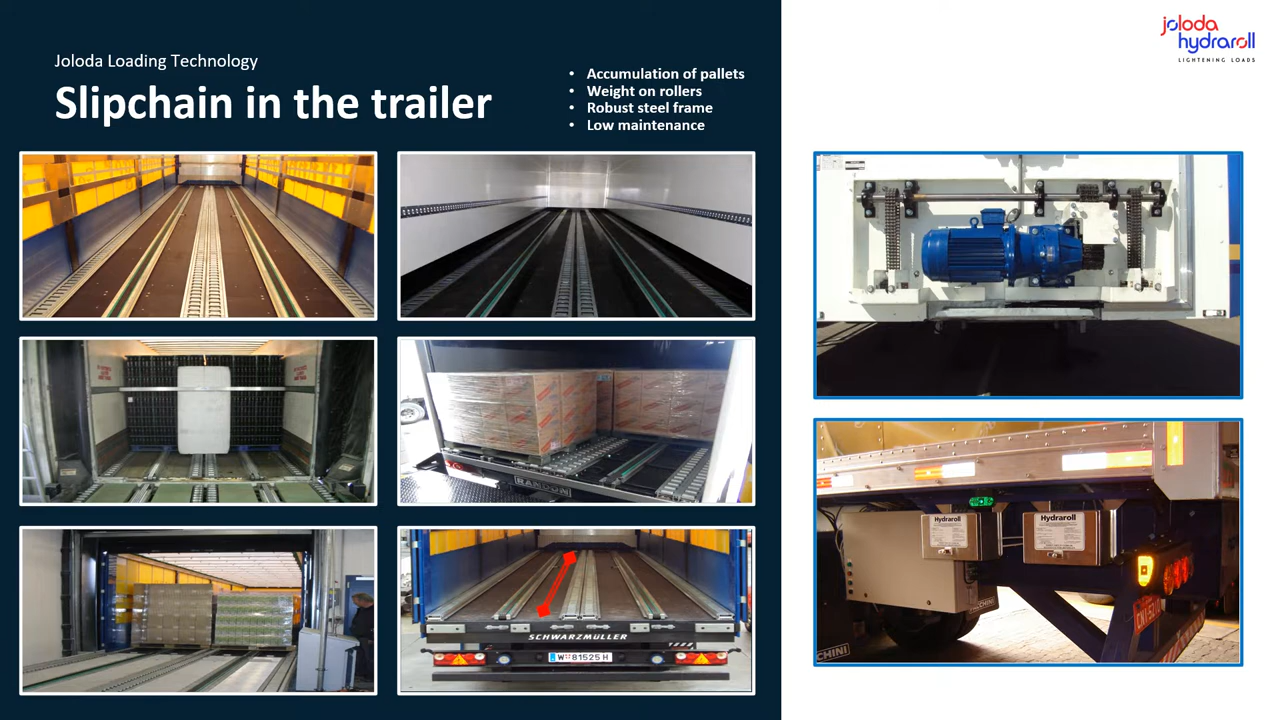 Joloda Loading Technology
Slipchain in the trailer
• Accumulation of pallets
• Weight on rollers
• Robust steel frame
• Low maintenance
joloda
hydraroll
LIGHTENING LOADS
RANDON
Hydraroll
Hydraroll
SCHWARZMÜLLER
W 81525 H